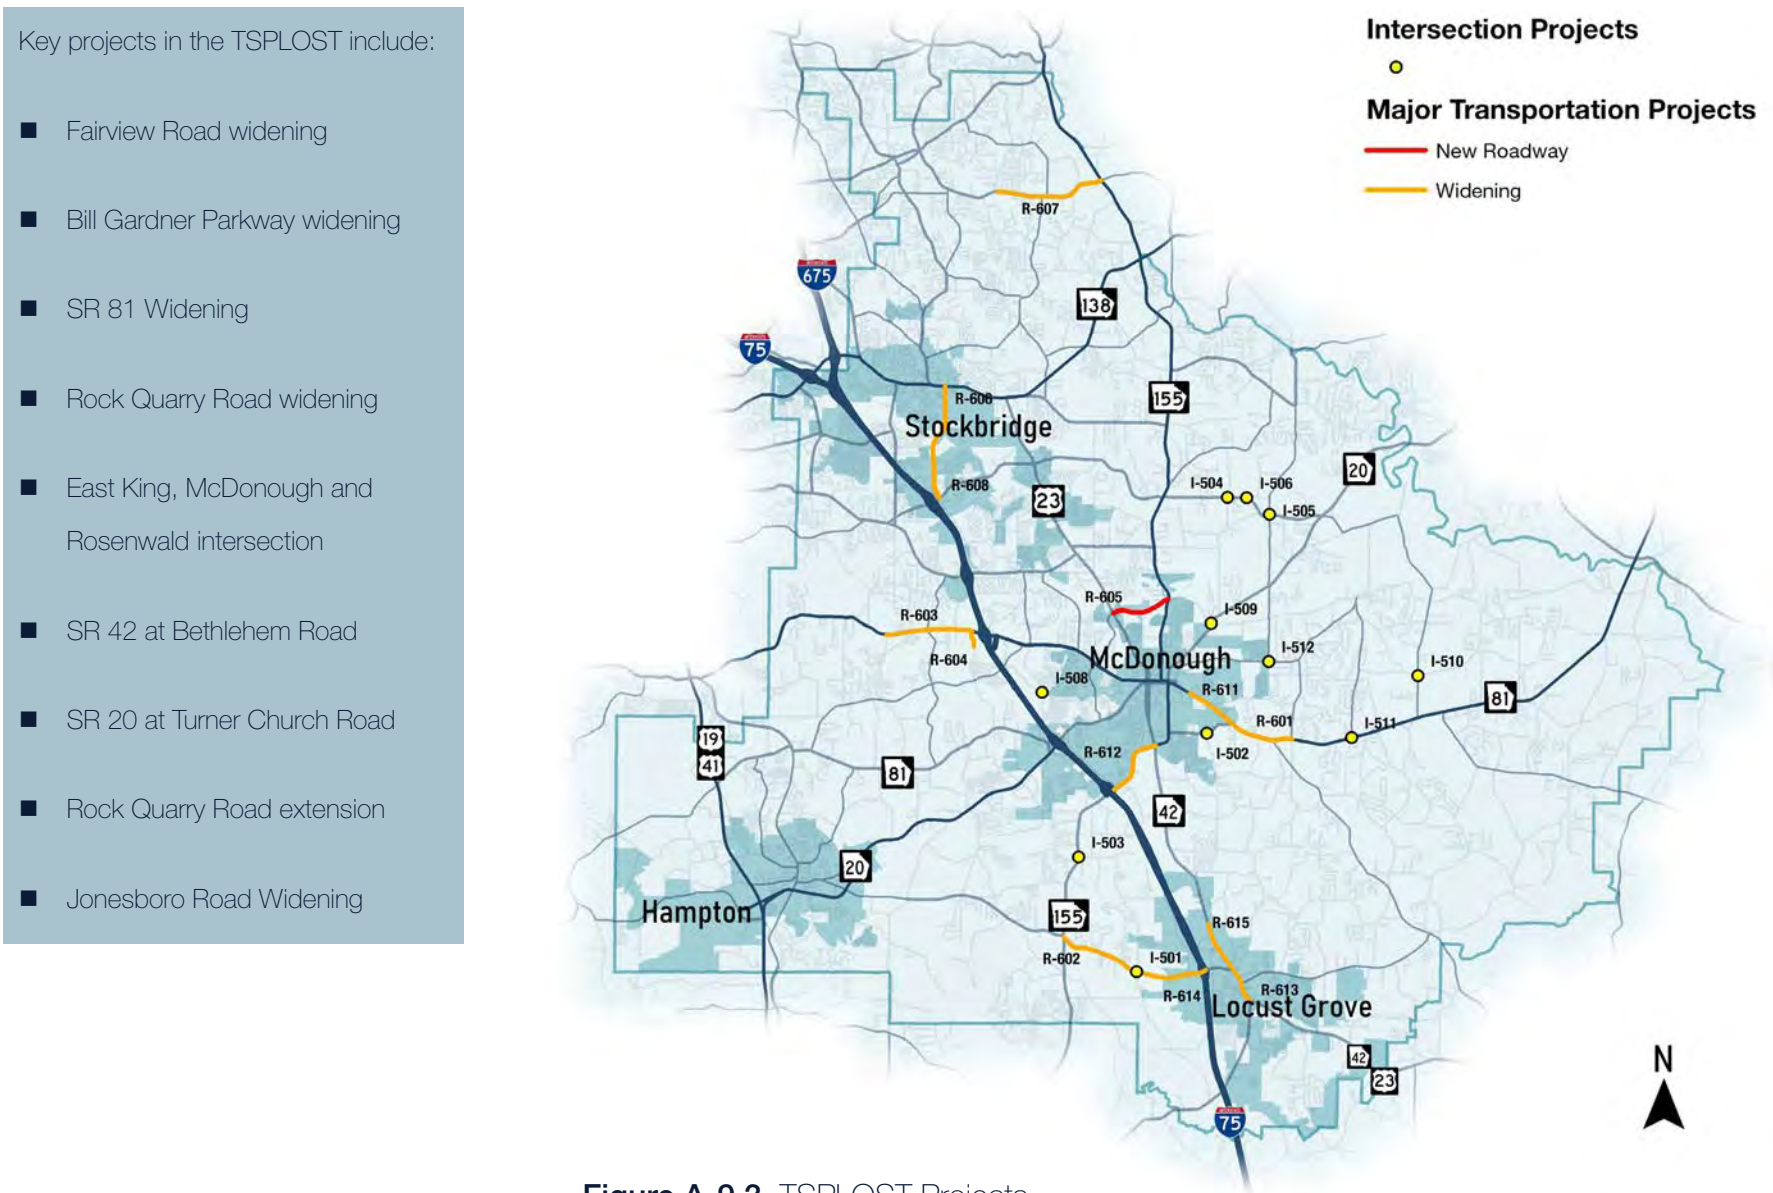 Key projects in the TSPLOST include:
Fairview Road widening
Bill Gardner Parkway widening
SR 81 Widening
Rock Quarry Road widening
East King, McDonough and
Rosenwald intersection
SR 42 at Bethlehem Road
SR 20 at Turner Church Road
Rock Quarry Road extension
Jonesboro Road Widening
Intersection Projects
Major Transportation Projects
New Roadway
Widening
R-607
675
138
75
155
R-606
Stockbridge
20
I-504
I-506
R-608
23
I-505
R-605
I-509
R-603
I-512
R-604
McDonough
I-510
I-508
R-611
81
I-511
R-601
19
R-612
I-502
41
81
42
I-503
20
Hampton
155
R-615
R-602
I-501
R-613
R-614
Locust Grove
42
N
23
75
Figure A.9.2. TSPLOST Projects